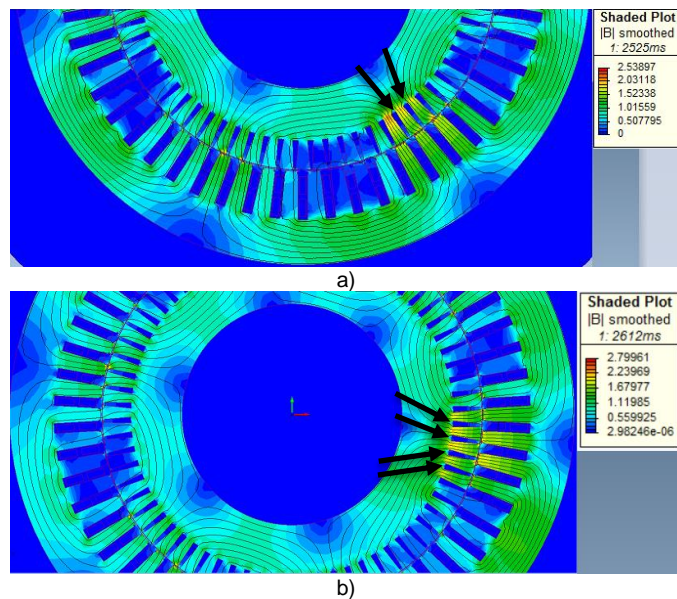 Shaded Plot
|B| smoothed
1: 2525ms
2.53897
2.03118
1.52338
1.01559
0.507795
0
a)
Shaded Plot
|B| smoothed
1: 2612ms
2.79961
2.23969
1.67977
1.11985
0.559925
2.98246e-06
b)